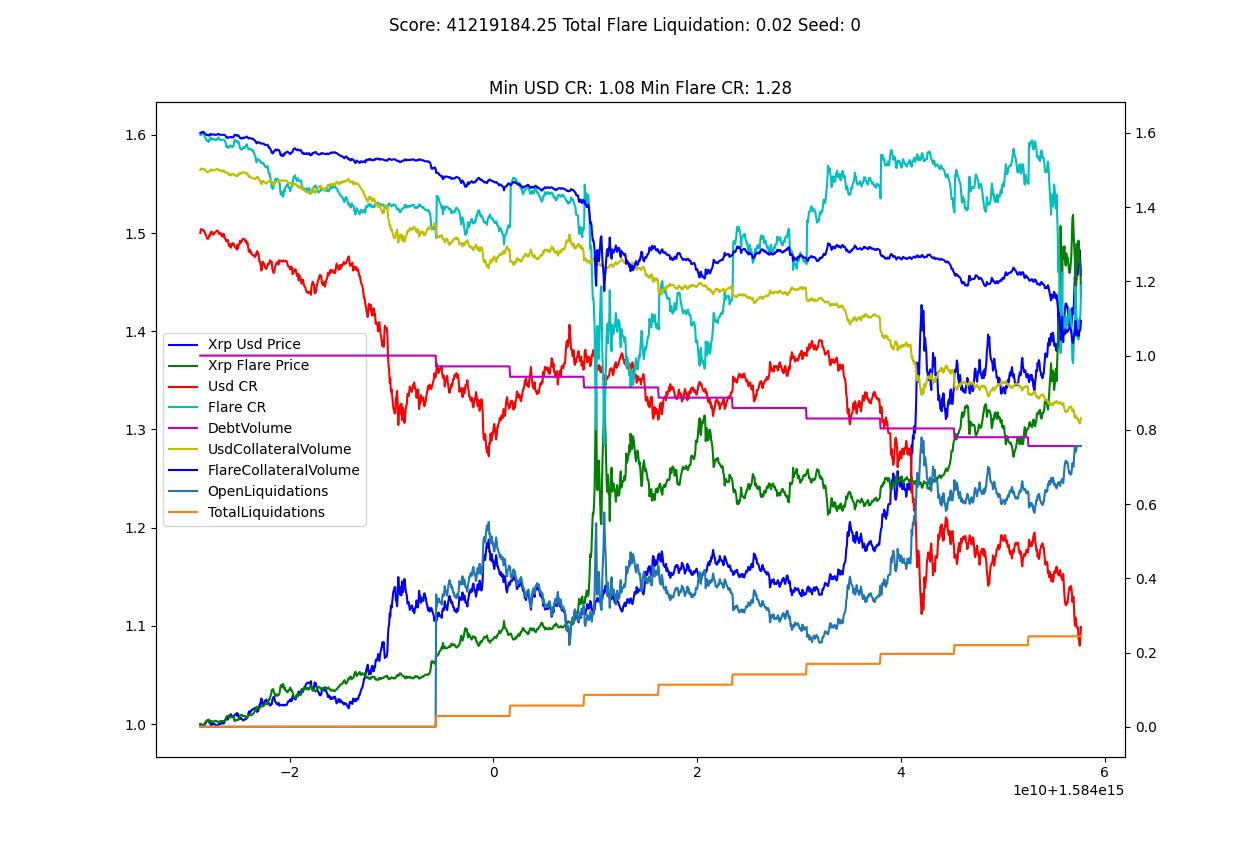 Score: 41219184.25 Total Flare Liquidation: 0.02 Seed: 0
Min USD CR: 1.08 Min Flare CR: 1.28
1.6
1.5
1.4
1.3
1.2
1.1
1.0
1.6
1.4
1.2
1.0
0.8
0.6
0.4
0.2
0.0
Xrp Usd Price
Xrp Flare Price
Usd CR
Flare CR
DebtVolume
UsdCollateralVolume
FlareCollateralVolume
OpenLiquidations
TotalLiquidations
−2 0 2 4 6
1e10+1.584e15